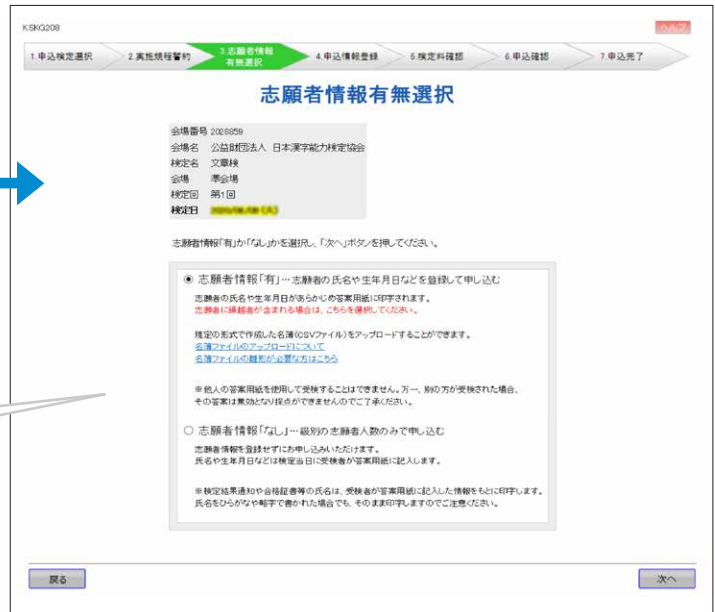 KSKG208
ヘルプ
1.申込検定選択
2.実施規程誓約
3.志願者情報
有無選択
4.申込情報登録
5.検定料確認
6.申込確認
7.申込完了
志願者情報有無選択
会場番号 2028859
会場名 公益財団法人 日本漢字能力検定協会
検定名 文章検
会場 準会場
検定回 第1回
検定日
志願者情報「有」か「なし」かを選択し、「次へ」ボタンを押してください。
志願者情報「有」…志願者の氏名や生年月日などを登録して申し込む
志願者の氏名や生年月日があらかじめ答案用紙に印字されます。
志願者に繰越者が含まれる場合は、こちらを選択してください。
規定の形式で作成した名簿(CSVファイル)をアップロードすることができます。
名簿ファイルのアップロードについて
名簿ファイルの雛形が必要な方はこちら
※他人の答案用紙を使用して受検することはできません。万一、別の方が受検された場合、
その答案は無効となり採点ができませんのでご了承ください。
志願者情報「なし」…級別の志願者人数のみで申し込む
志願者情報を登録せずにお申し込みいただけます。
氏名や生年月日などは検定当日に受検者が答案用紙に記入します。
※検定結果通知や合格証書等の氏名は、受検者が答案用紙に記入した情報をもとに印字します。
氏名をひらがなや略字で書かれた場合でも、そのまま印字しますのでご注意ください。
戻る
次へ